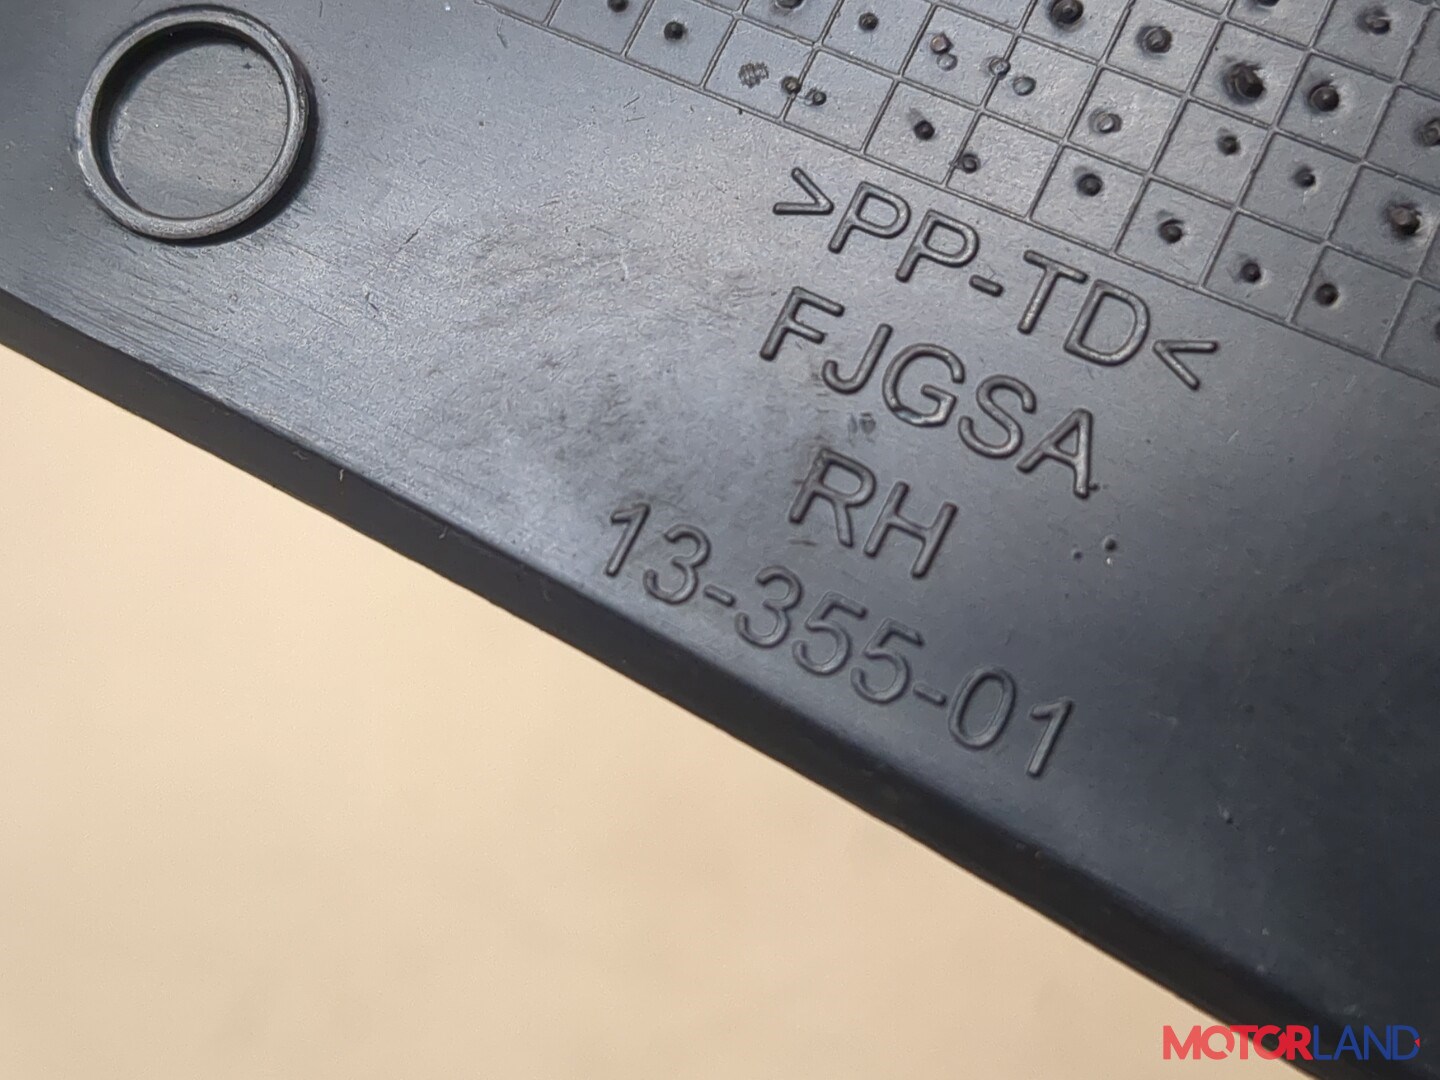 >PP-TD<
FJGSA
RH
13-355-01
MOTORLAND